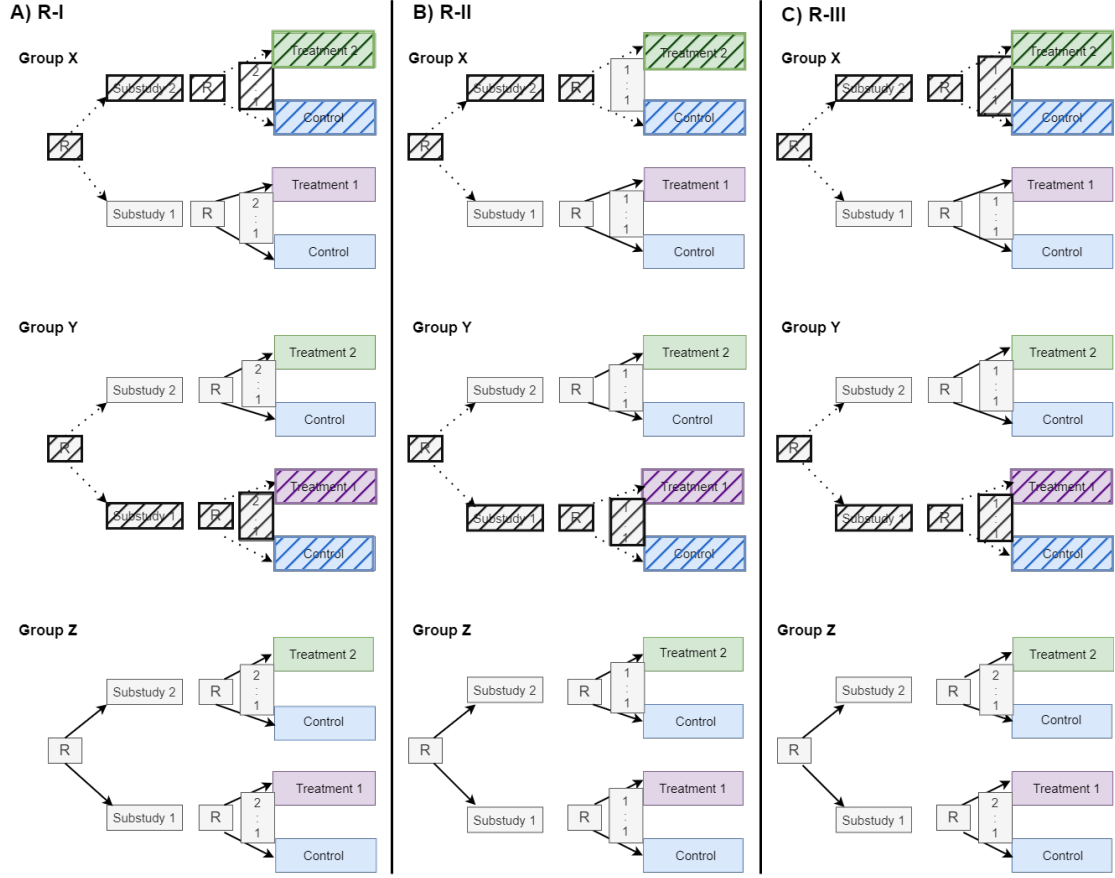 A) R-I
Group X
Treatment 2
2
:
1
Substudy 2
R
Control
R
Treatment 1
2
:
1
Substudy 1
R
Control
Group Y
Treatment 2
2
:
1
Substudy 2
R
Control
R
Treatment 1
2
:
1
Substudy 1
R
Control
Group Z
Treatment 2
2
:
1
Substudy 2
R
Control
R
Treatment 1
2
:
1
Substudy 1
R
Control
B) R-II
Group X
Treatment 2
1
:
1
Substudy 2
R
Control
R
Treatment 1
1
:
1
Substudy 1
R
Control
Group Y
Treatment 2
1
:
1
Substudy 2
R
Control
R
Treatment 1
1
:
1
Substudy 1
R
Control
Group Z
Treatment 2
1
:
1
Substudy 2
R
Control
R
Treatment 1
1
:
1
Substudy 1
R
Control
C) R-III
Group X
Treatment 2
1
:
1
Substudy 2
R
Control
R
Treatment 1
1
:
1
Substudy 1
R
Control
Group Y
Treatment 2
1
:
1
Substudy 2
R
Control
R
Treatment 1
1
:
1
Substudy 1
R
Control
Group Z
Treatment 2
2
:
1
Substudy 2
R
Control
R
Treatment 1
2
:
1
Substudy 1
R
Control